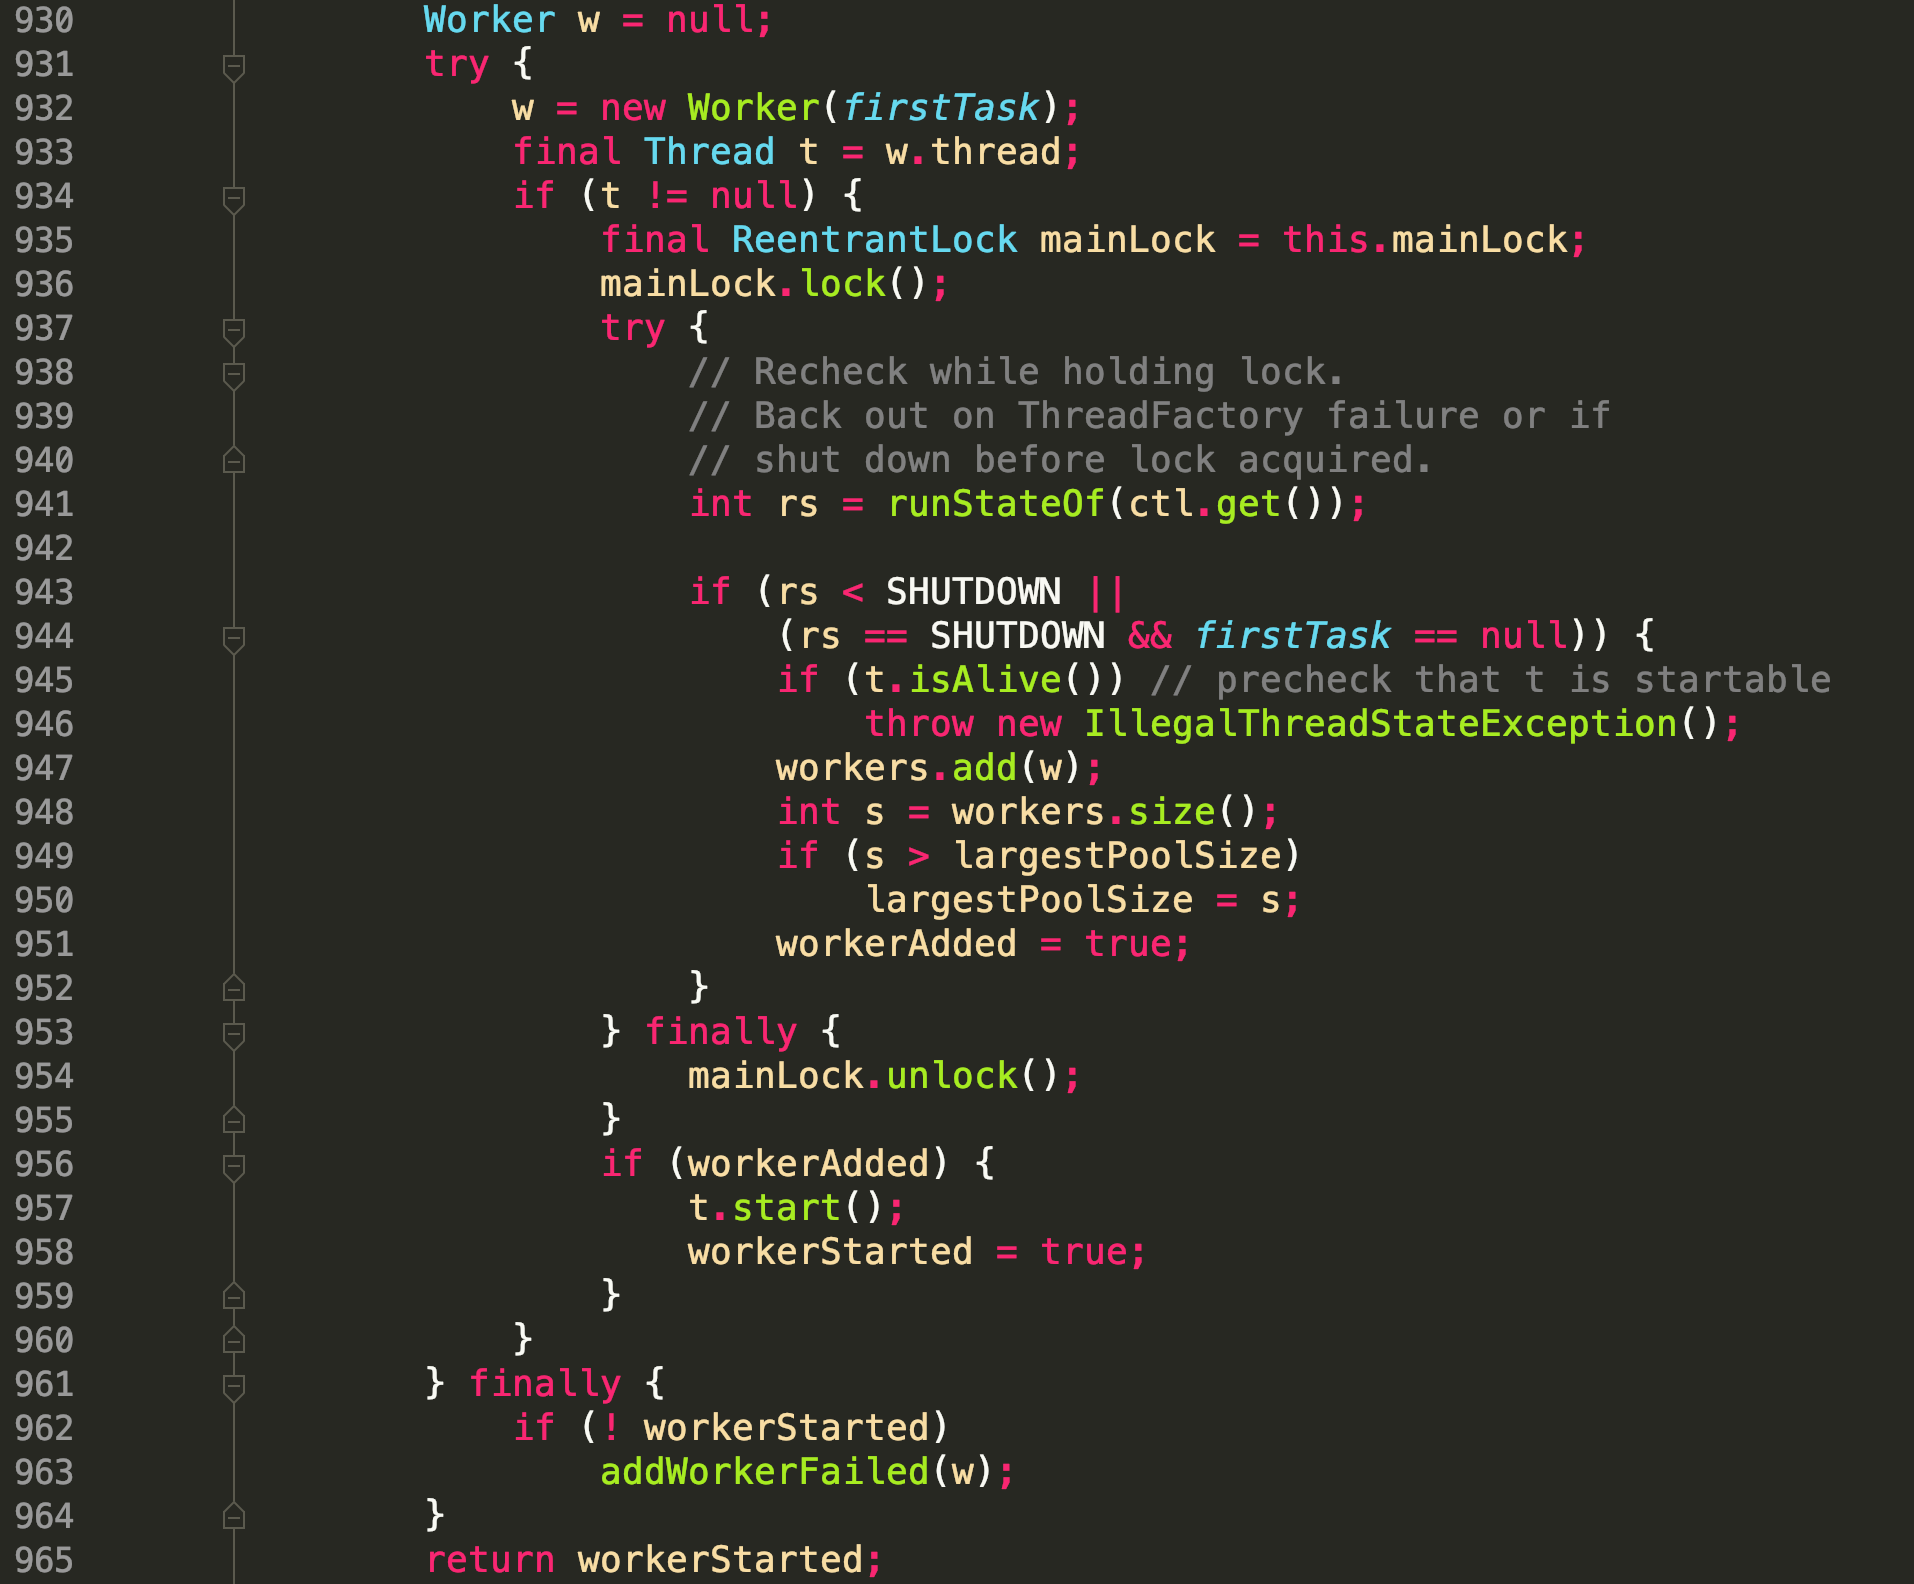 930 Worker w = null;
931 try {
932 w = new Worker(firstTask);
933 final Thread t = w.thread;
934 if (t != null) {
935 final ReentrantLock mainLock = this.mainLock;
936 mainLock.lock();
937 try {
938 // Recheck while holding lock.
939 // Back out on ThreadFactory failure or if
940 // shut down before lock acquired.
941 int rs = runStateOf(ctl.get());
942
943 if (rs < SHUTDOWN ||
944 (rs == SHUTDOWN && firstTask == null)) {
945 if (t.isAlive()) // precheck that t is startable
946 throw new IllegalThreadStateException();
947 workers.add(w);
948 int s = workers.size();
949 if (s > largestPoolSize)
950 largestPoolSize = s;
951 workerAdded = true;
952 }
953 } finally {
954 mainLock.unlock();
955 }
956 if (workerAdded) {
957 t.start();
958 workerStarted = true;
959 }
960 }
961 } finally {
962 if (! workerStarted)
963 addWorkerFailed(w);
964 }
965 return workerStarted;